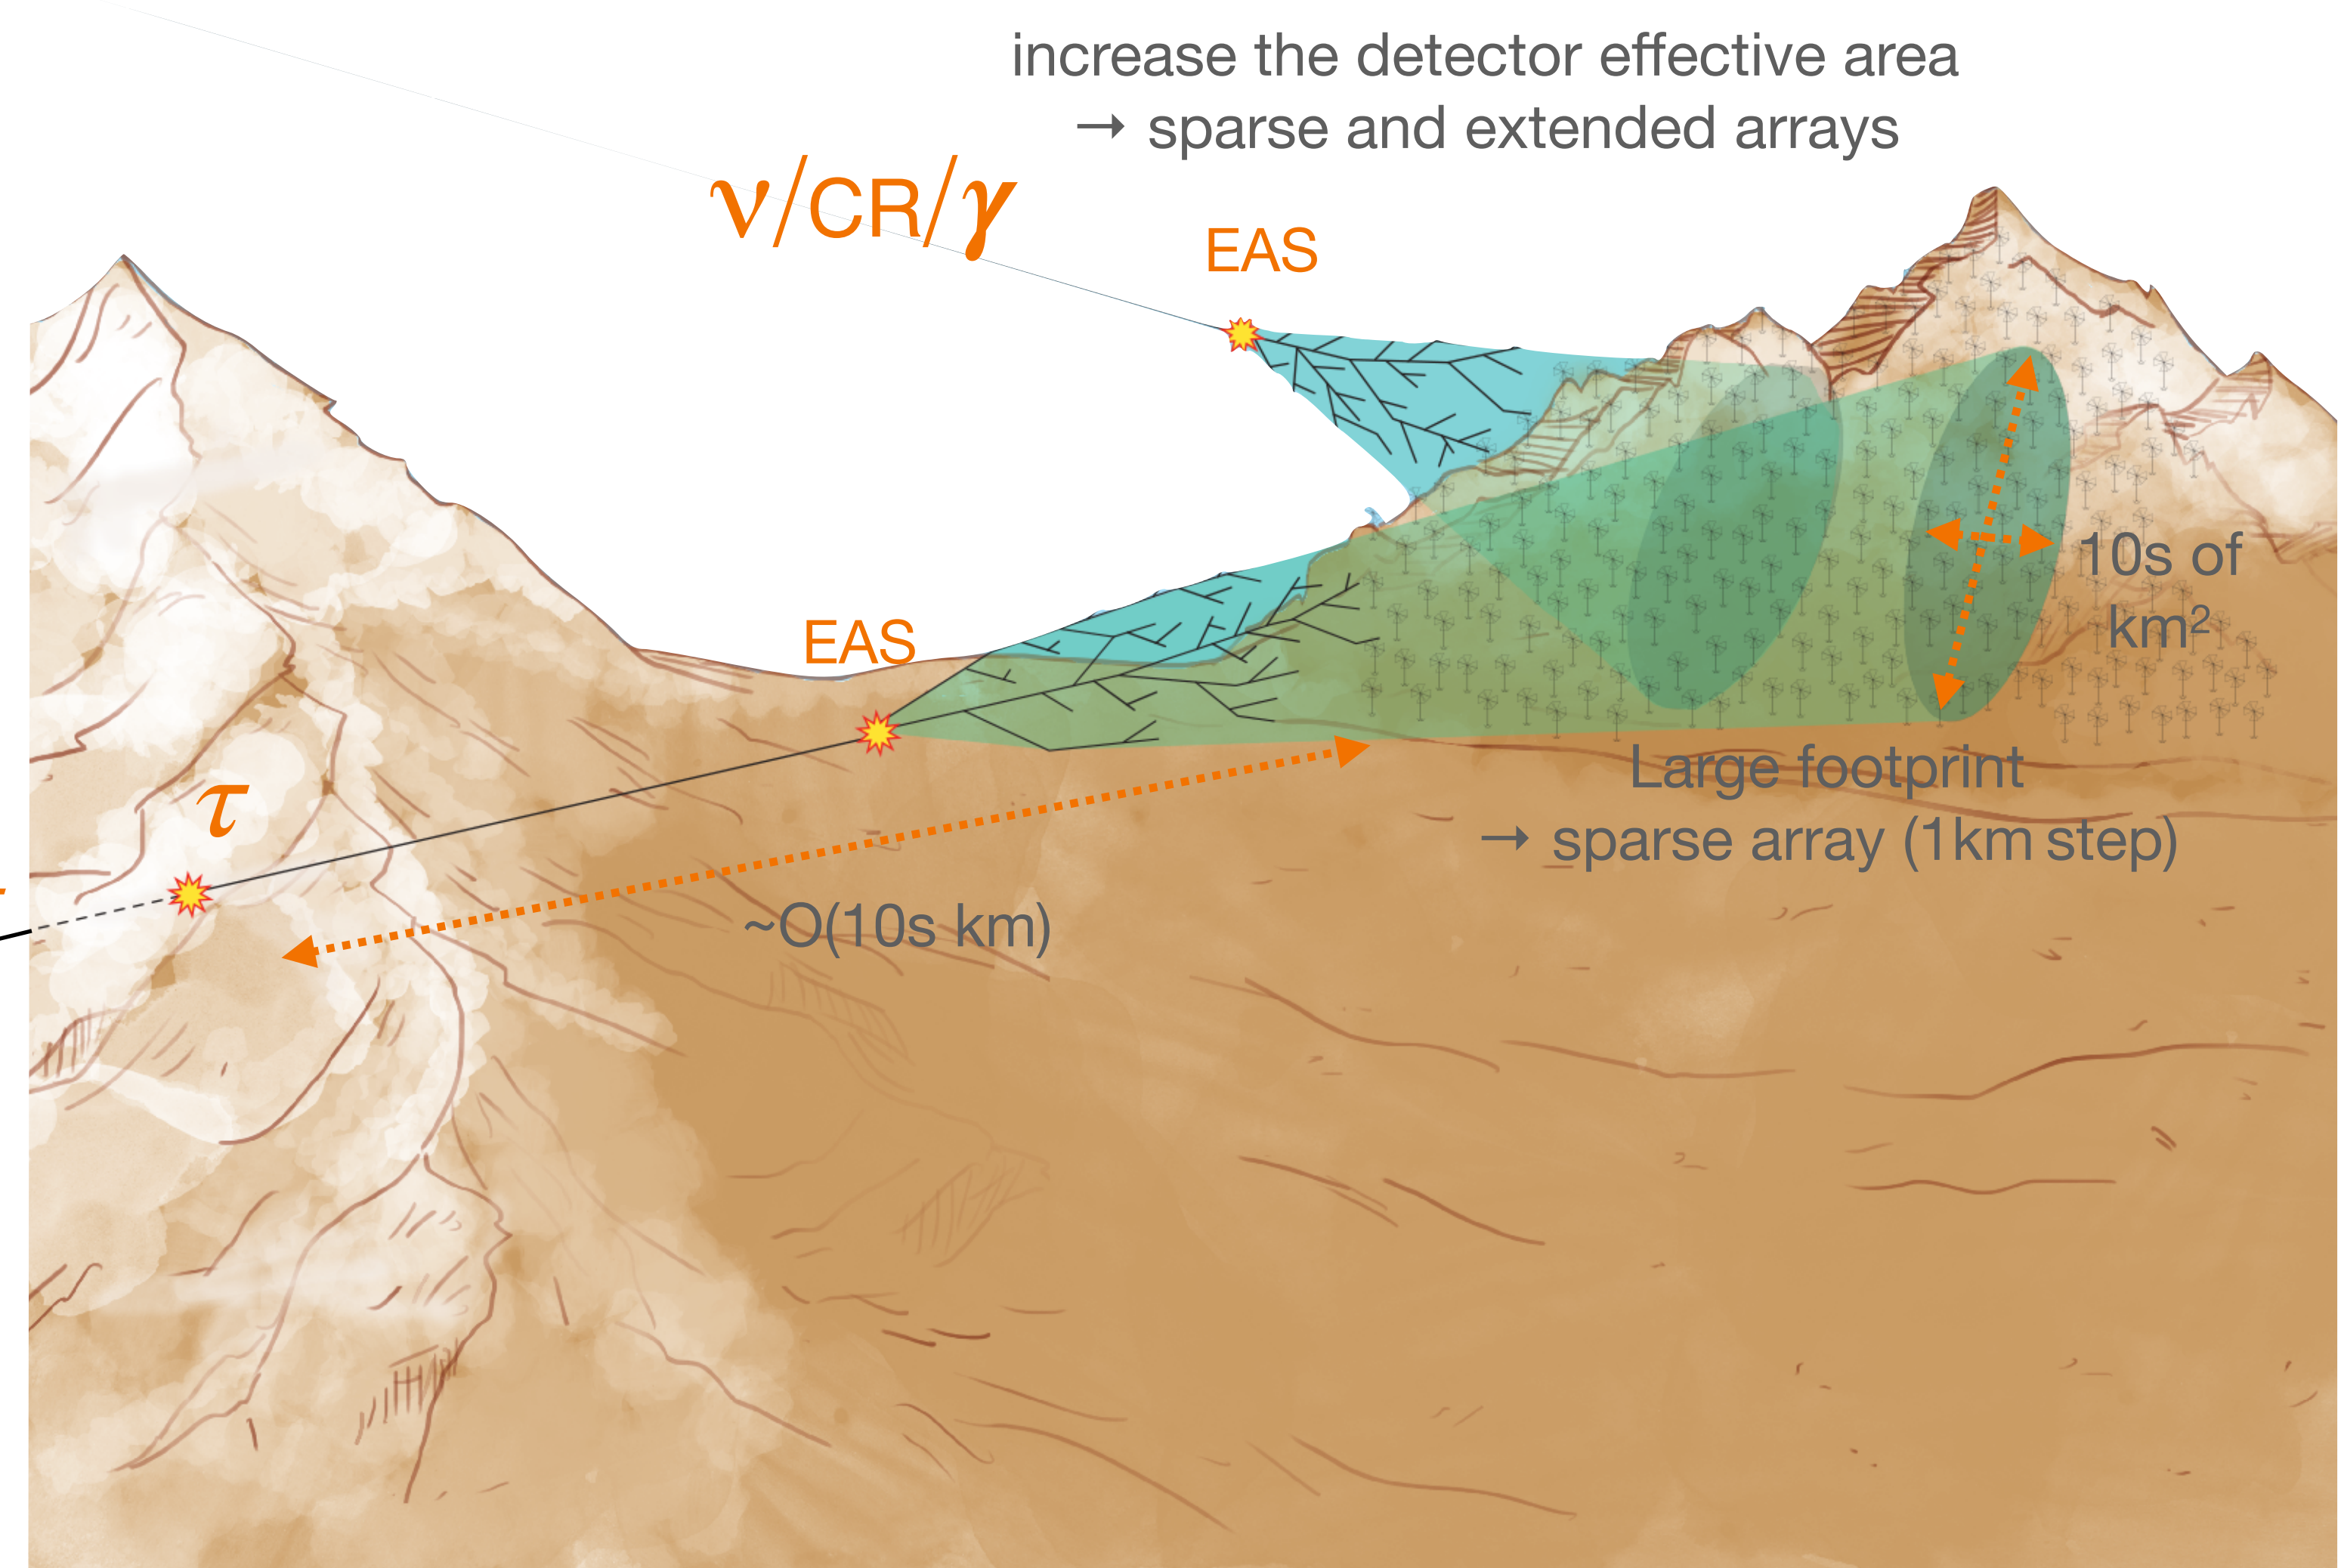 increase the detector effective area
→ sparse and extended arrays
ν/CR/γ
EAS
10s of
km²
EAS
Large footprint
→ sparse array (1km step)
τ
~O(10s km)